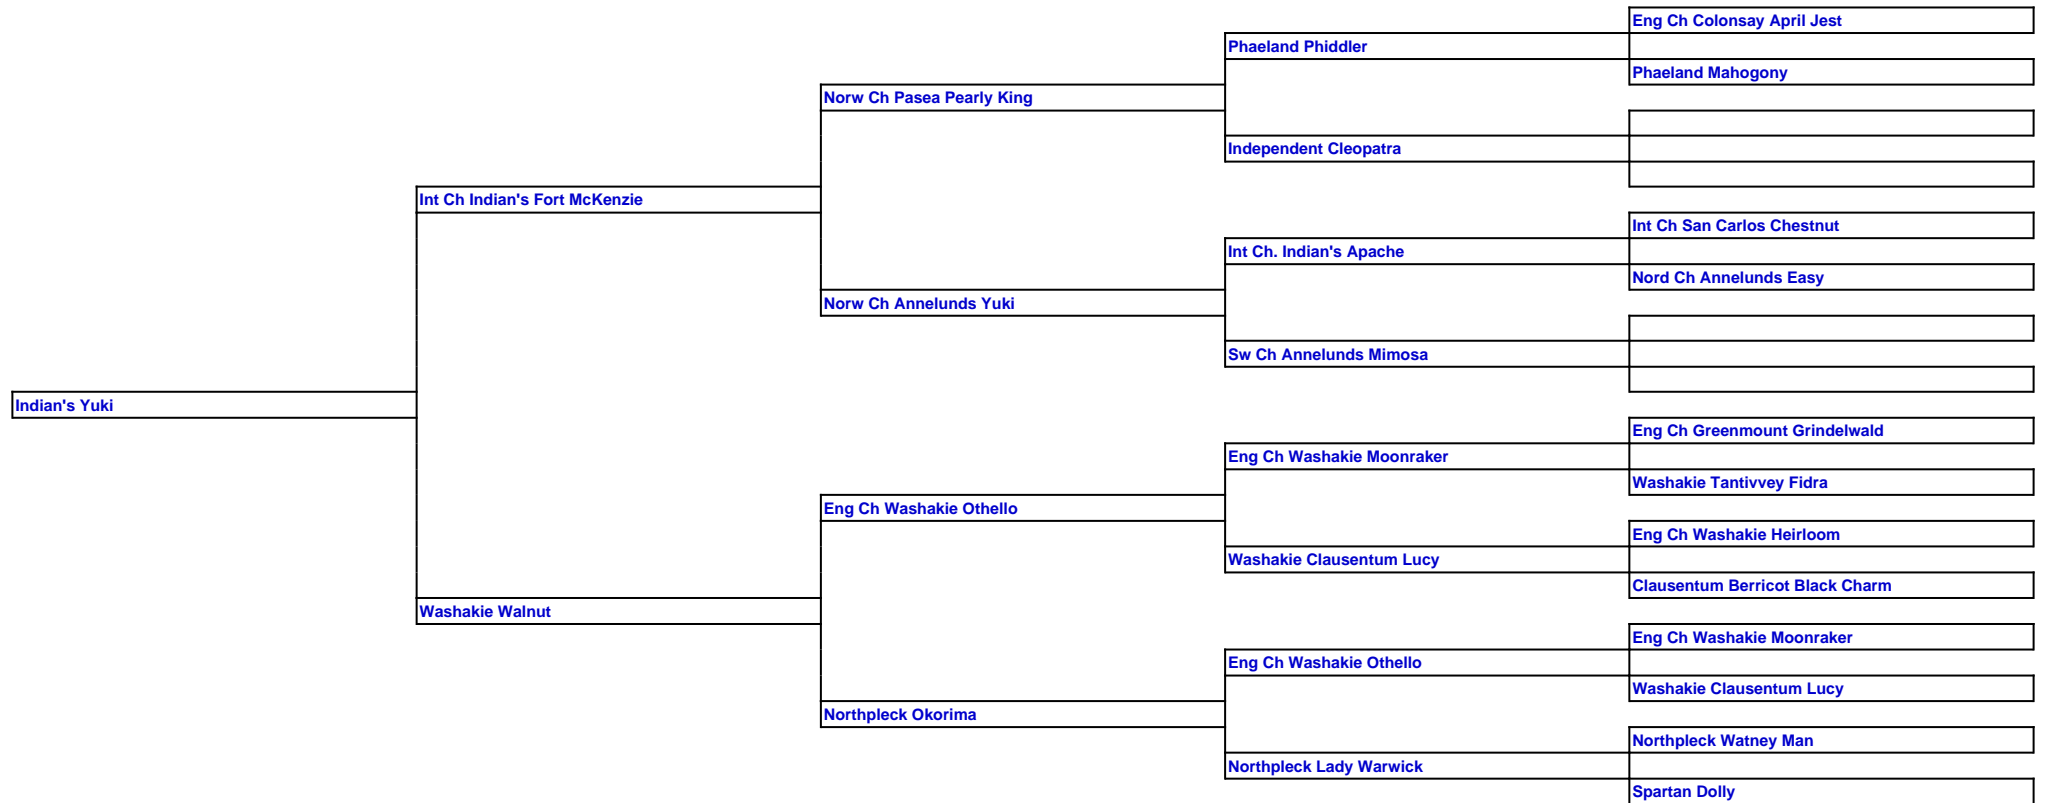 Eng Ch Colonsay April Jest
Phaeland Phiddler
Phaeland Mahogony
Norw Ch Pasea Pearly King
Independent Cleopatra
Int Ch Indian's Fort McKenzie
Int Ch San Carlos Chestnut
Int Ch. Indian's Apache
Nord Ch Annelunds Easy
Norw Ch Annelunds Yuki
Sw Ch Annelunds Mimosa
Indian's Yuki
Eng Ch Greenmount Grindelwald
Eng Ch Washakie Moonraker
Washakie Tantivvey Fidra
Eng Ch Washakie Othello
Eng Ch Washakie Heirloom
Washakie Clausentum Lucy
Clausentum Berricot Black Charm
Washakie Walnut
Eng Ch Washakie Moonraker
Eng Ch Washakie Othello
Washakie Clausentum Lucy
Northpleck Okorima
Northpleck Watney Man
Northpleck Lady Warwick
Spartan Dolly